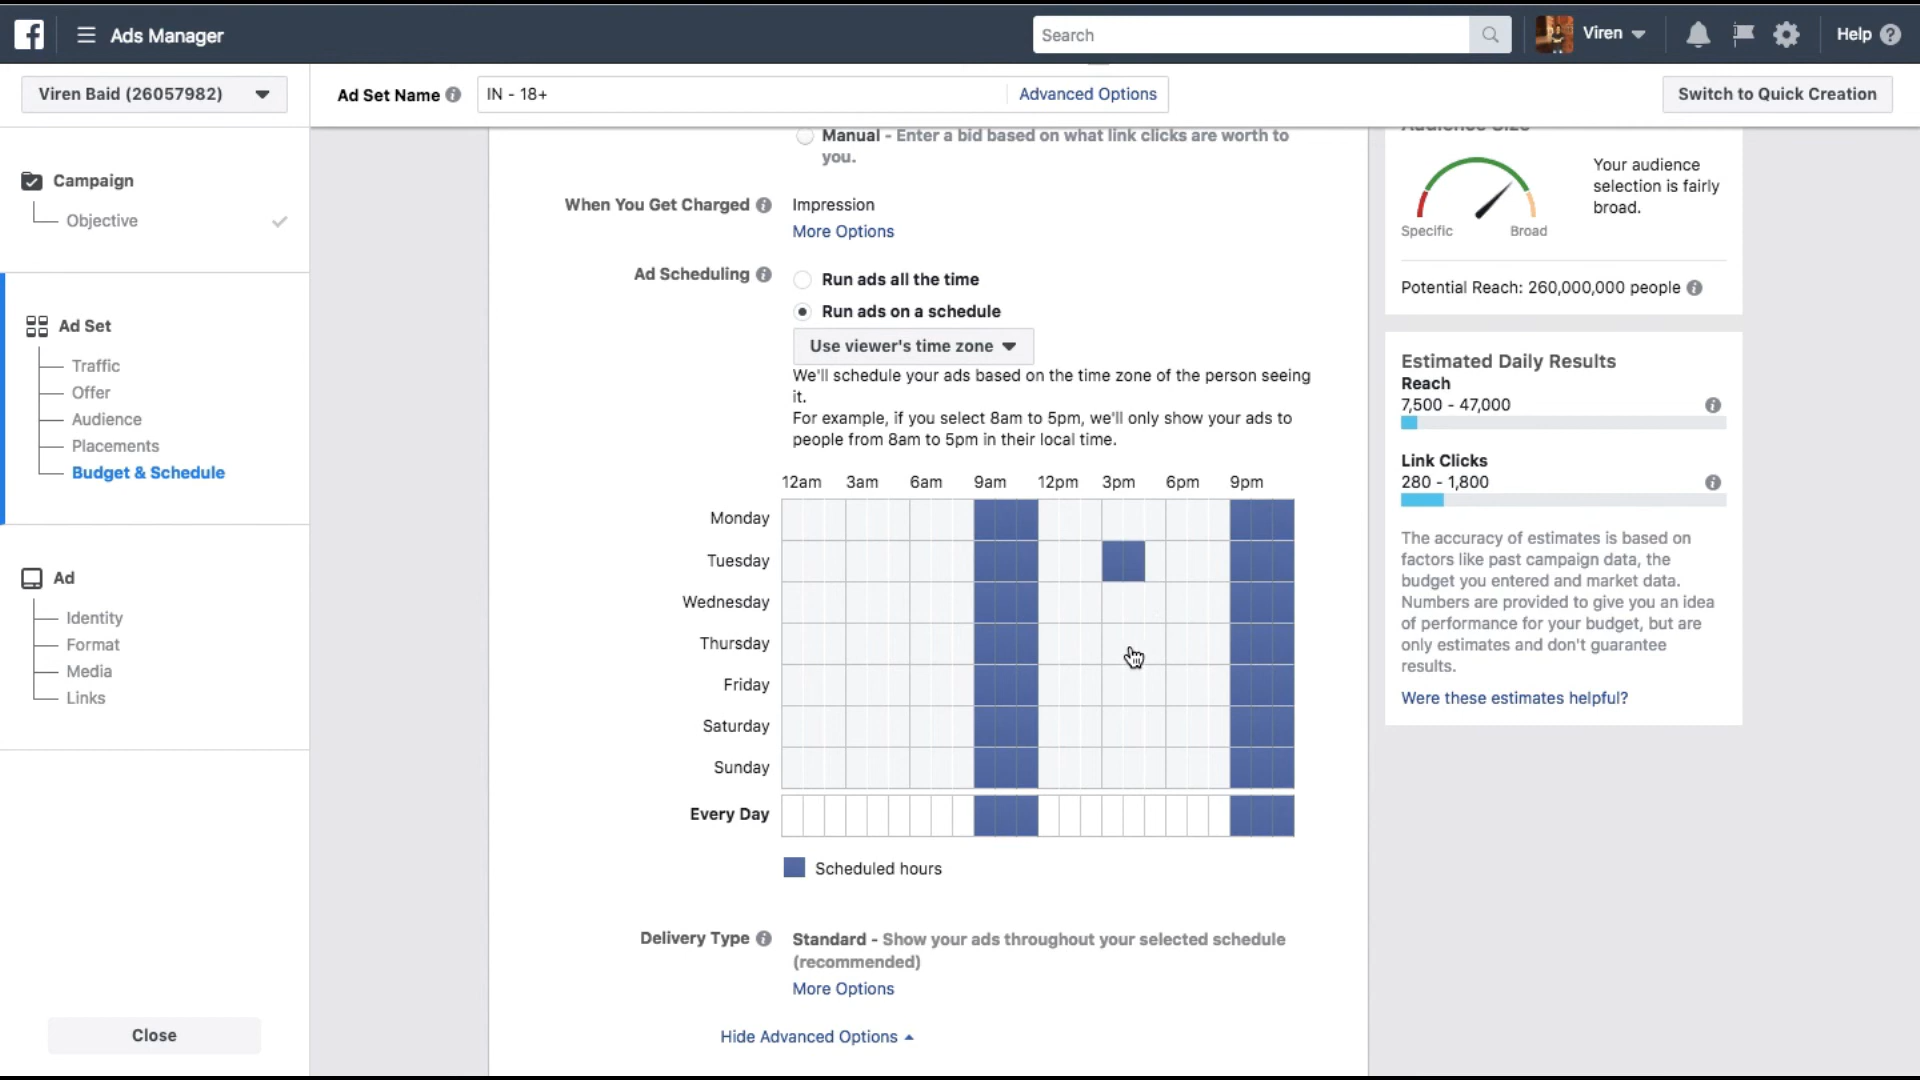 Ads Manager
Search
Viren
Help
Viren Baid (26057982)
Ad Set Name
IN - 18+
Advanced Options
Switch to Quick Creation
Campaign
Objective
Ad Set
Traffic
Offer
Audience
Placements
Budget & Schedule
Ad
Identity
Format
Media
Links
Close
Manual - Enter a bid based on what link clicks are worth to
you.
When You Get Charged
Impression
More Options
Ad Scheduling
Run ads all the time
Run ads on a schedule
Use viewer's time zone
We'll schedule your ads based on the time zone of the person seeing
it.
For example, if you select 8am to 5pm, we'll only show your ads to
people from 8am to 5pm in their local time.
12am 3am 6am 9am 12pm 3pm 6pm 9pm
Monday
Tuesday
Wednesday
Thursday
Friday
Saturday
Sunday
Every Day
Scheduled hours
Delivery Type
Standard - Show your ads throughout your selected schedule
(recommended)
More Options
Hide Advanced Options
Audience Size
Your audience
selection is fairly
broad.
Specific
Broad
Potential Reach: 260,000,000 people
Estimated Daily Results
Reach
7,500 - 47,000
Link Clicks
280 - 1,800
The accuracy of estimates is based on
factors like past campaign data, the
budget you entered and market data.
Numbers are provided to give you an idea
of performance for your budget, but are
only estimates and don't guarantee
results.
Were these estimates helpful?